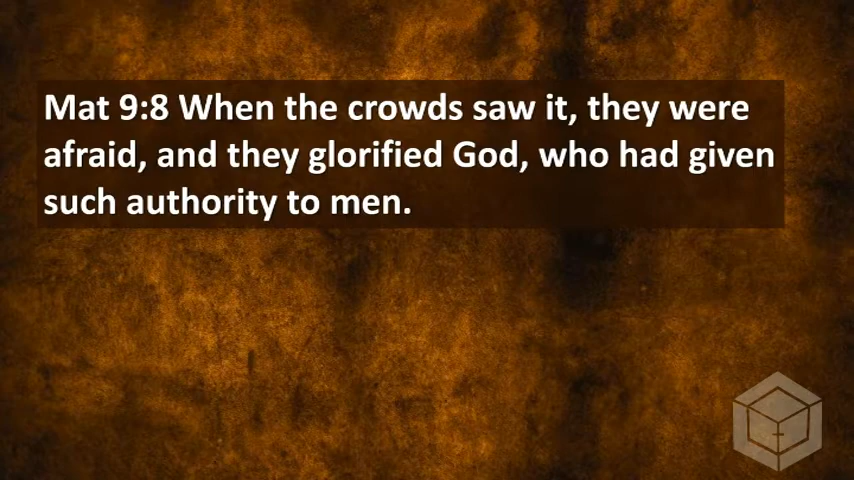 Mat 9:8 When the crowds saw it, they were
afraid, and they glorified God, who had given
such authority to men.